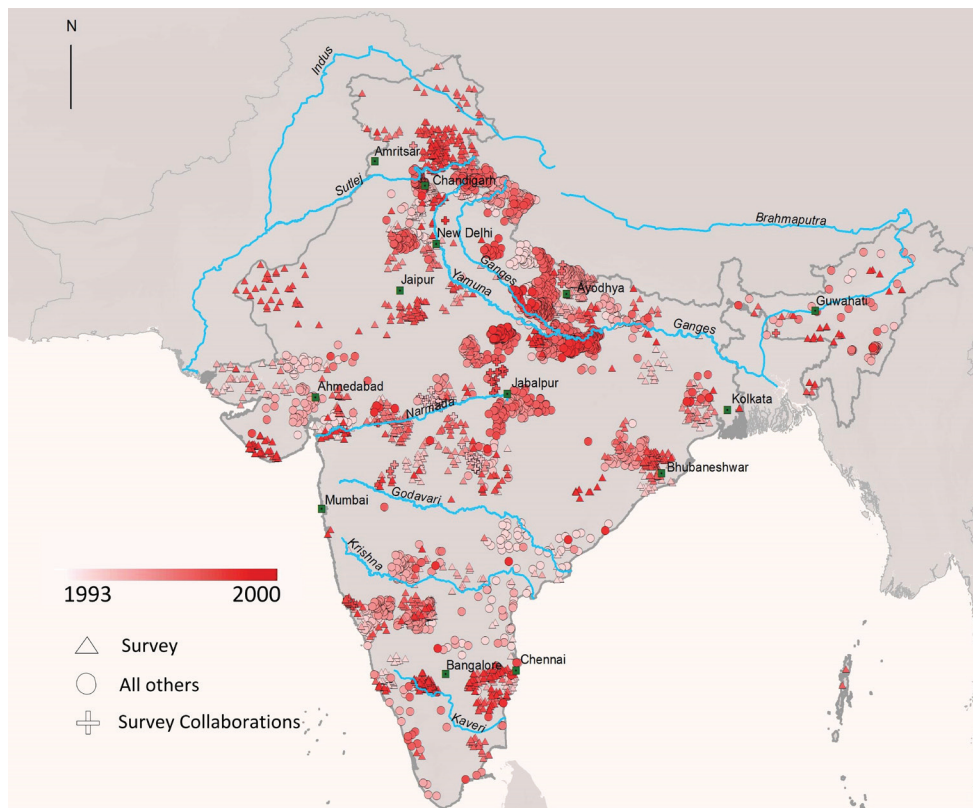 N
Indus
Amritsar
Sutlej
Chandigarh
Brahmaputra
New Delhi
Ganges
Jaipur
Yamuna
Ayodhya
Guwahati
Ganges
Ahmedabad
Jabalpur
Narmada
Kolkata
Bhubaneshwar
Mumbai
Godavari
Krishna
1993 2000
Survey
Bangalore
Chennai
All others
Kaveri
Survey Collaborations